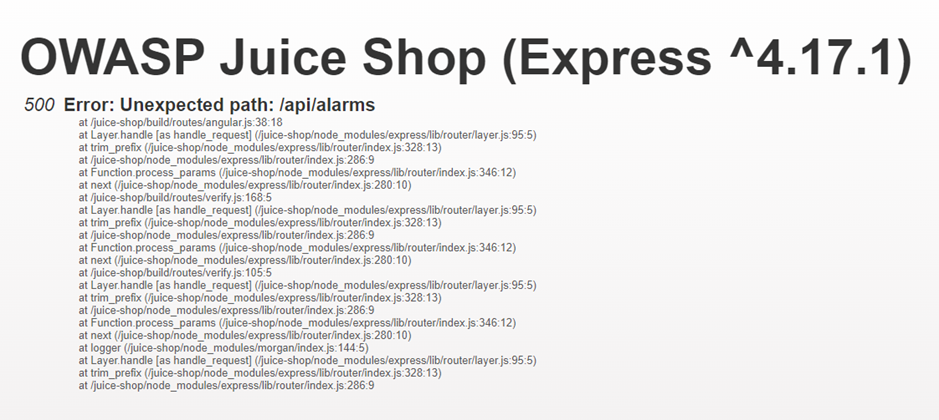 OWASP Juice Shop (Express ^4.17.1)
500 Error: Unexpected path: /api/alarms
at /juice-shop/build/routes/angular.js:38:18
at Layer.handle [as handle_request] (/juice-shop/node_modules/express/lib/router/layer.js:95:5)
at trim_prefix (/juice-shop/node_modules/express/lib/router/index.js:328:13)
at /juice-shop/node_modules/express/lib/router/index.js:286:9
at Function.process_params (/juice-shop/node_modules/express/lib/router/index.js:346:12)
at next (/juice-shop/node_modules/express/lib/router/index.js:280:10)
at /juice-shop/build/routes/verify.js:168:5
at Layer.handle [as handle_request] (/juice-shop/node_modules/express/lib/router/layer.js:95:5)
at trim_prefix (/juice-shop/node_modules/express/lib/router/index.js:328:13)
at /juice-shop/node_modules/express/lib/router/index.js:286:9
at Function.process_params (/juice-shop/node_modules/express/lib/router/index.js:346:12)
at next (/juice-shop/node_modules/express/lib/router/index.js:280:10)
at /juice-shop/build/routes/verify.js:105:5
at Layer.handle [as handle_request] (/juice-shop/node_modules/express/lib/router/layer.js:95:5)
at trim_prefix (/juice-shop/node_modules/express/lib/router/index.js:328:13)
at /juice-shop/node_modules/express/lib/router/index.js:286:9
at Function.process_params (/juice-shop/node_modules/express/lib/router/index.js:346:12)
at next (/juice-shop/node_modules/express/lib/router/index.js:280:10)
at logger (/juice-shop/node_modules/morgan/index.js:144:5)
at Layer.handle [as handle_request] (/juice-shop/node_modules/express/lib/router/layer.js:95:5)
at trim_prefix (/juice-shop/node_modules/express/lib/router/index.js:328:13)
at /juice-shop/node_modules/express/lib/router/index.js:286:9